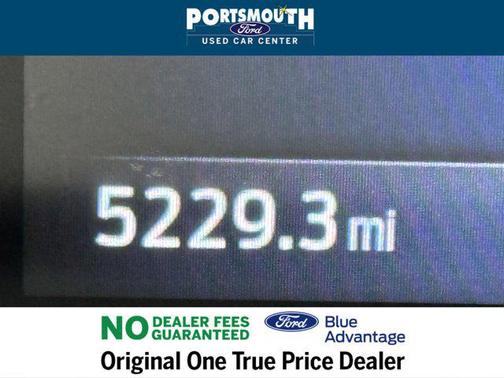 PORTSMOUTH
Ford
USED CAR CENTER
5229.3 mi
NO DEALER FEES GUARANTEED
Ford
Blue Advantage
Original One True Price Dealer